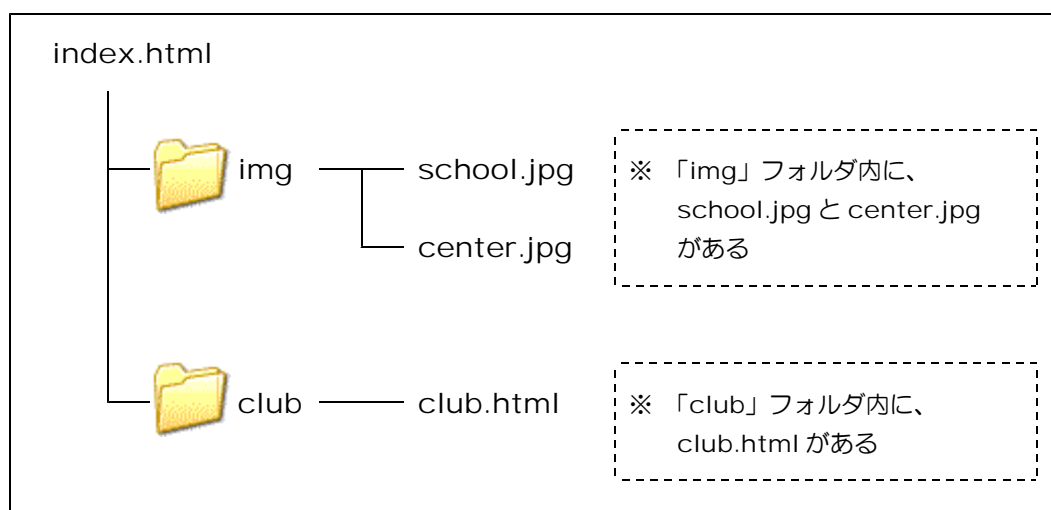 index.html
img
school.jpg
※ 「img」フォルダ内に、
school.jpg と center.jpg
がある
center.jpg
club
club.html
※ 「club」フォルダ内に、
club.html がある